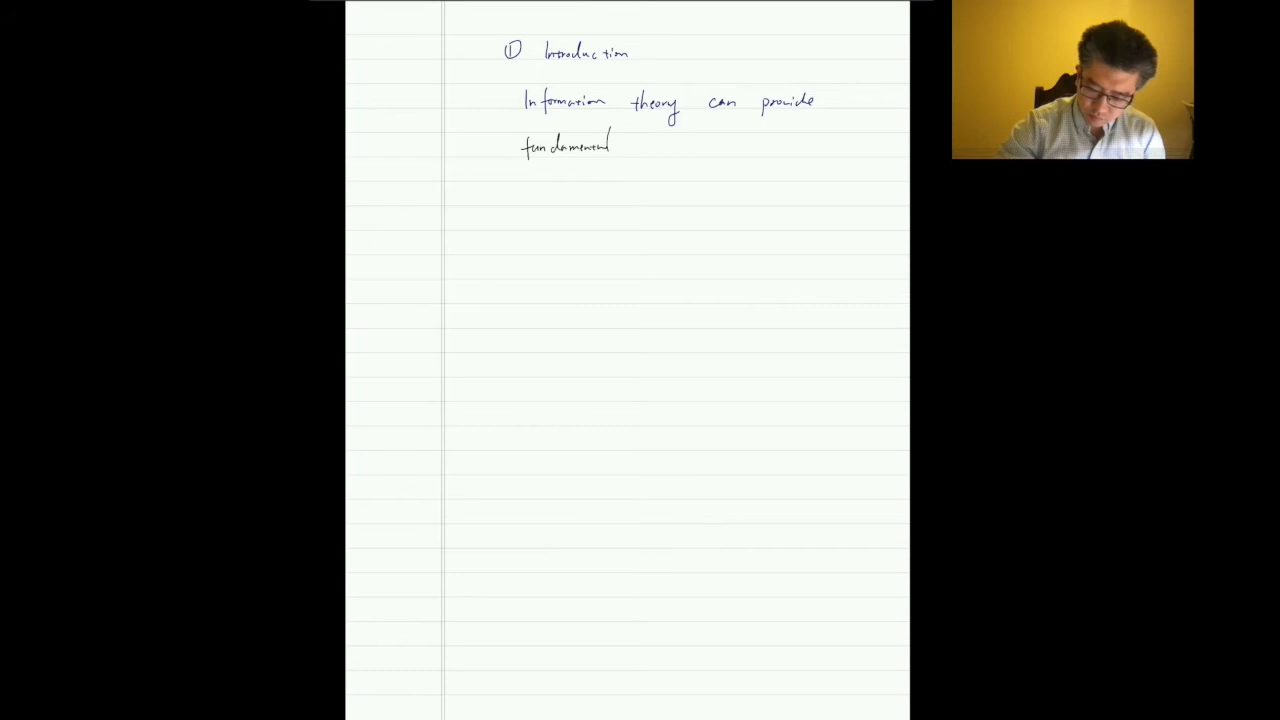 ① Introduction
Information theory can provide
fundamental